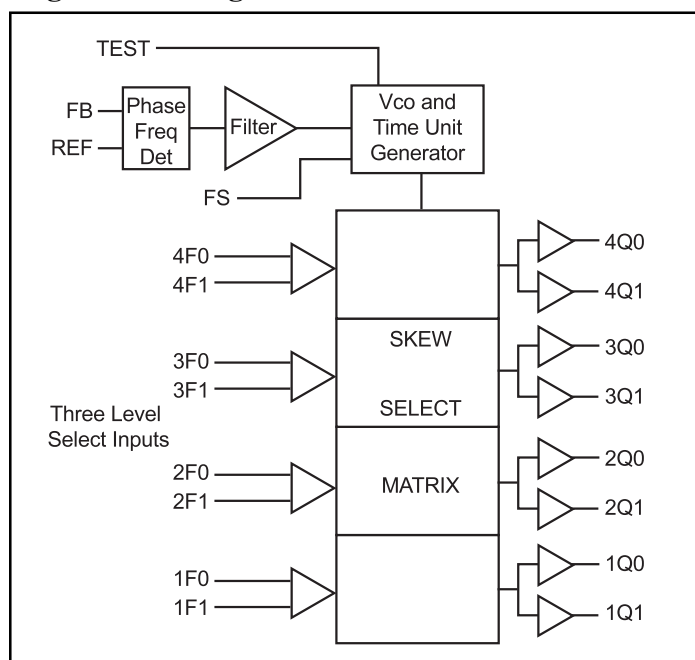 TEST
FB
REF
Phase
Freq
Det
Filter
Vco and
Time Unit
Generator
FS
4F0
4F1
4Q0
4Q1
3F0
3F1
SKEW
SELECT
3Q0
3Q1
Three Level
Select Inputs
2F0
2F1
MATRIX
2Q0
2Q1
1F0
1F1
1Q0
1Q1